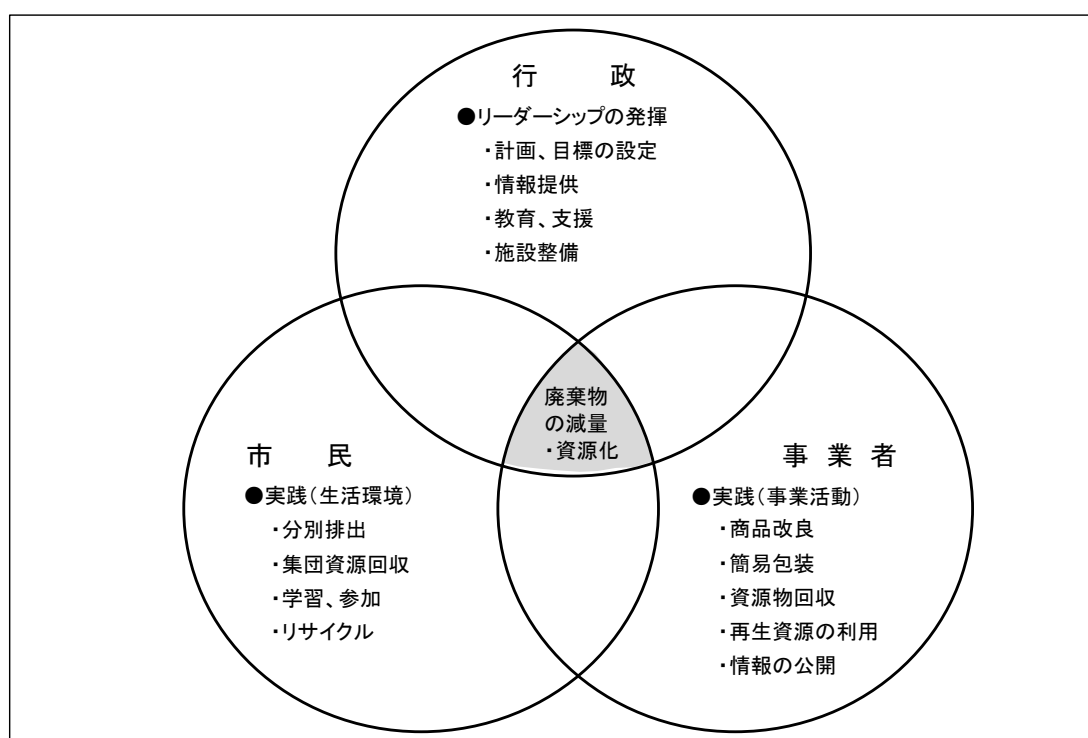 行 政
●リーダーシップの発揮
・計画、目標の設定
・情報提供
・教育、支援
・施設整備
廃棄物
の減量
・資源化
市 民
●実践(生活環境)
・分別排出
・集団資源回収
・学習、参加
・リサイクル
事 業 者
●実践(事業活動)
・商品改良
・簡易包装
・資源物回収
・再生資源の利用
・情報の公開